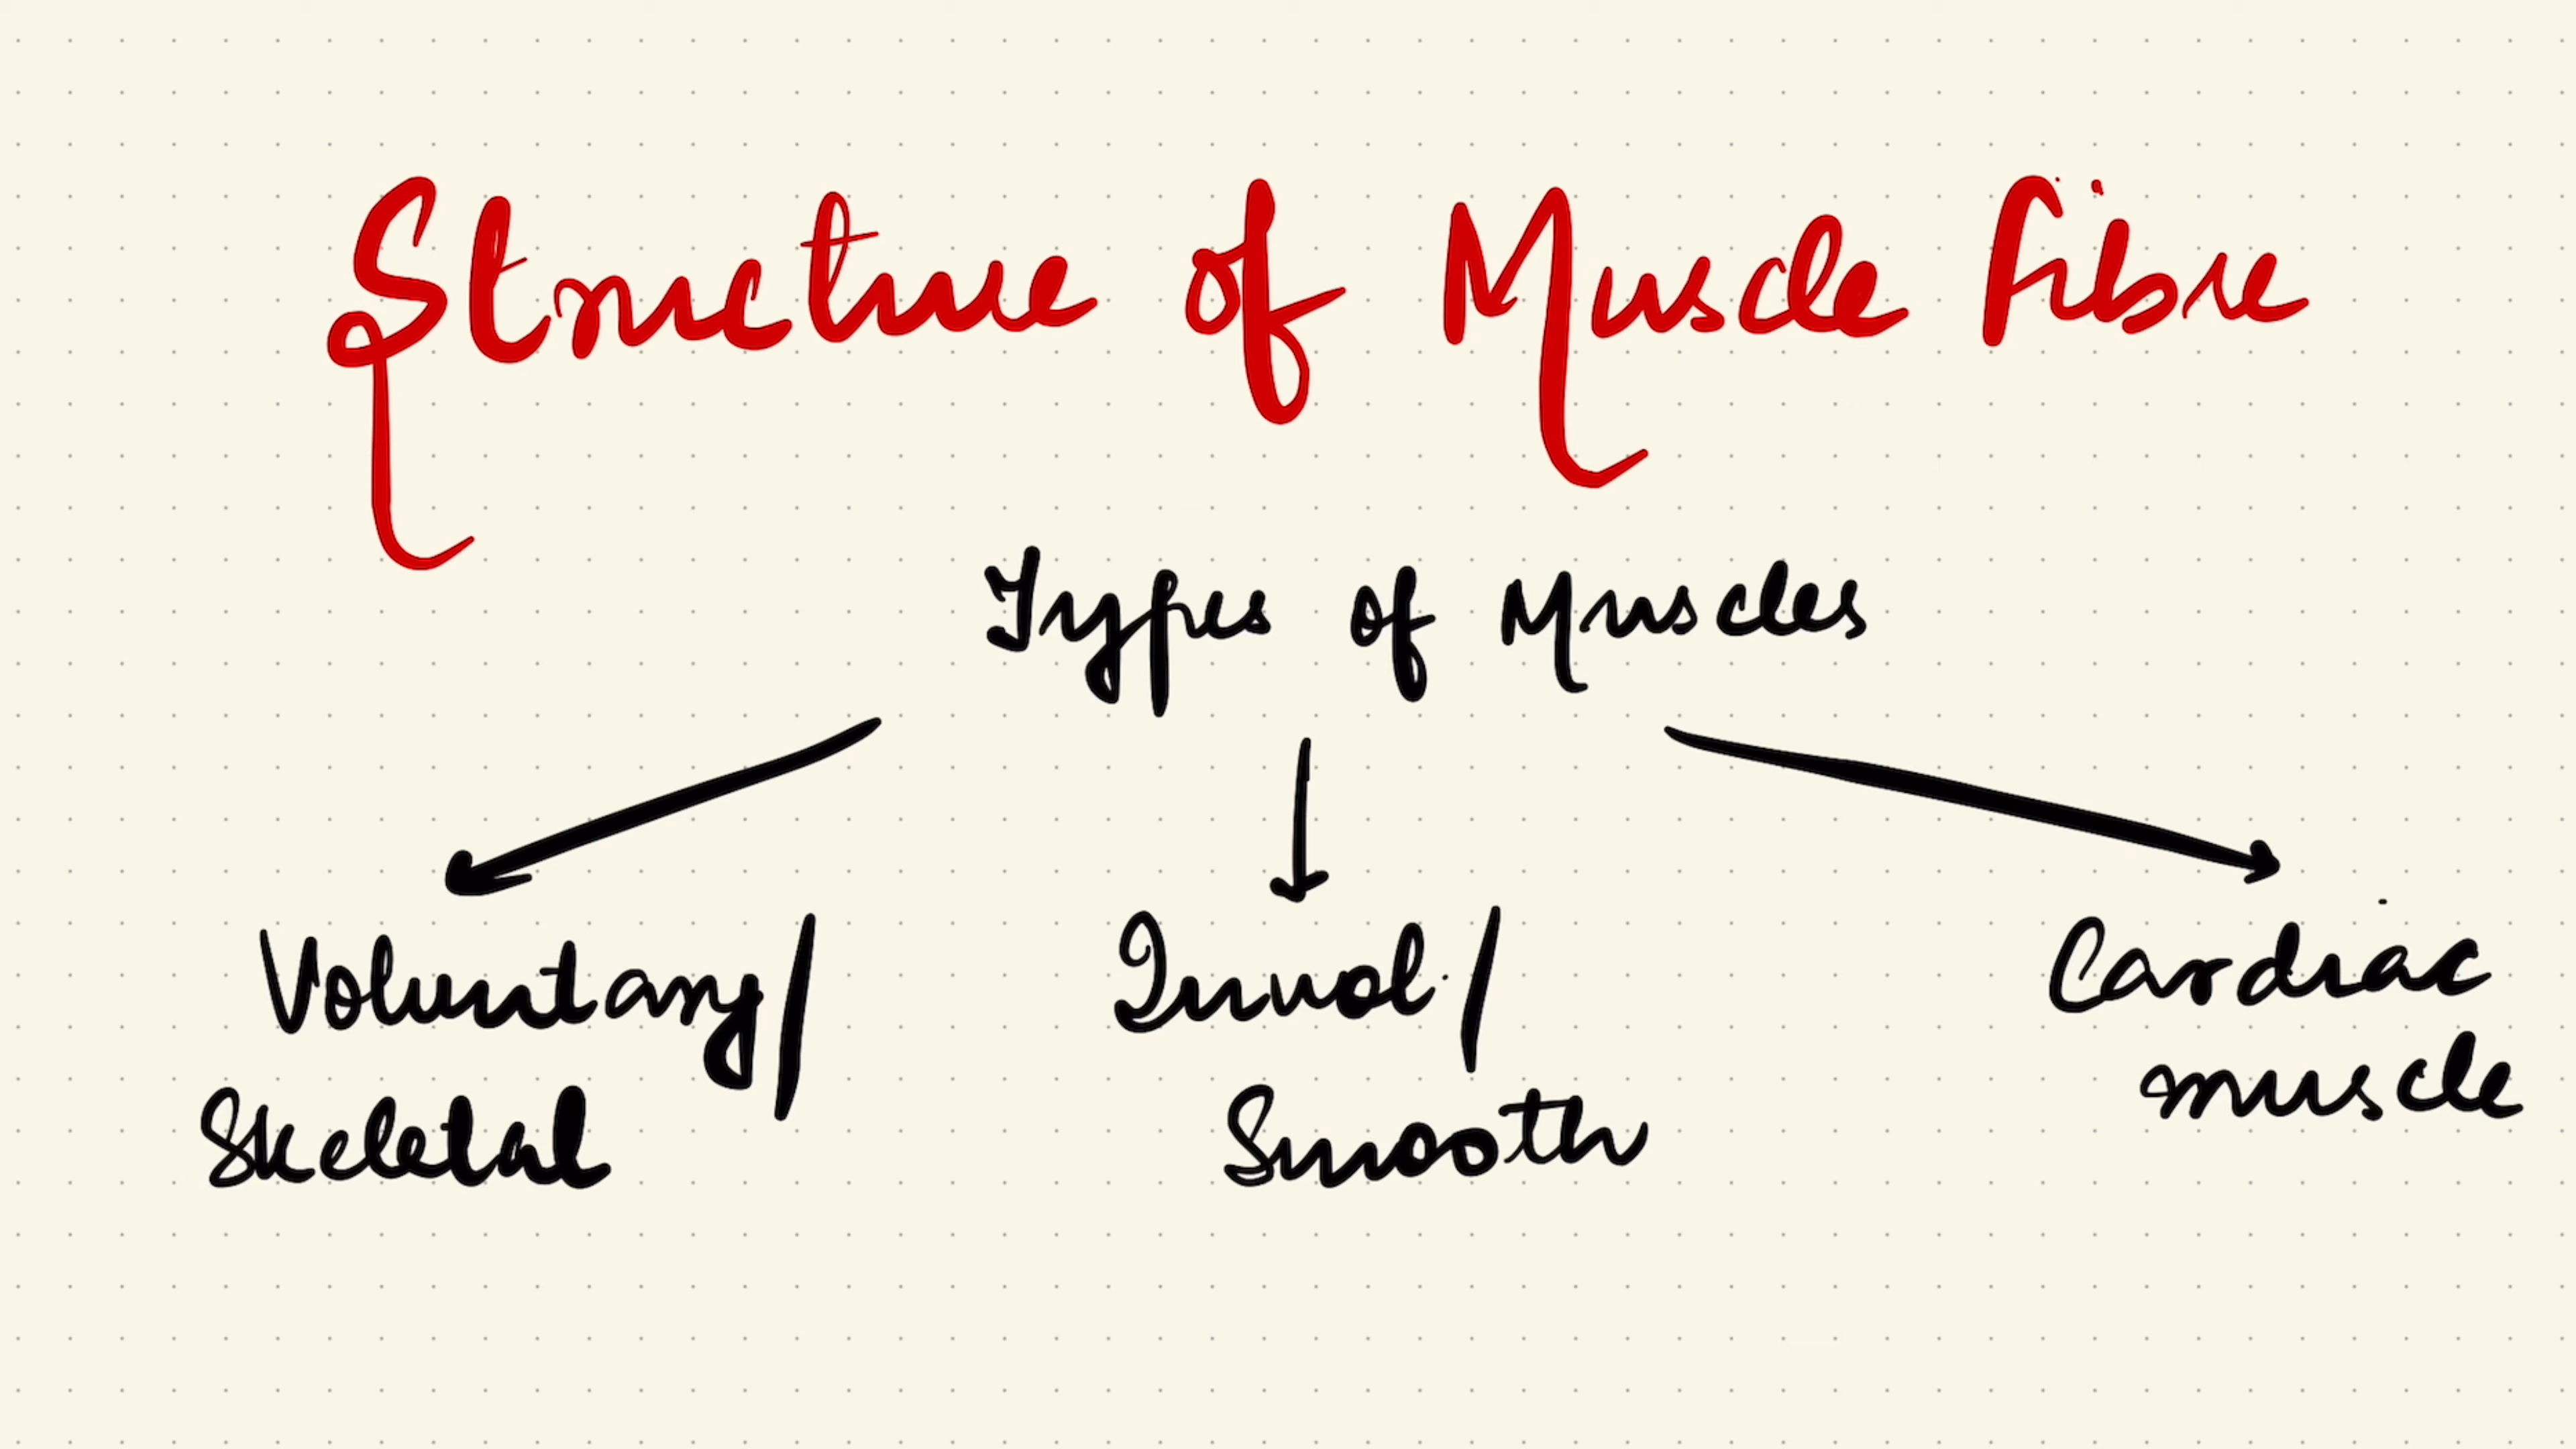 Structure of Muscle fibre
Types of Muscles
Voluntary/ Invol./ Cardiac
Skeletal Smooth muscle